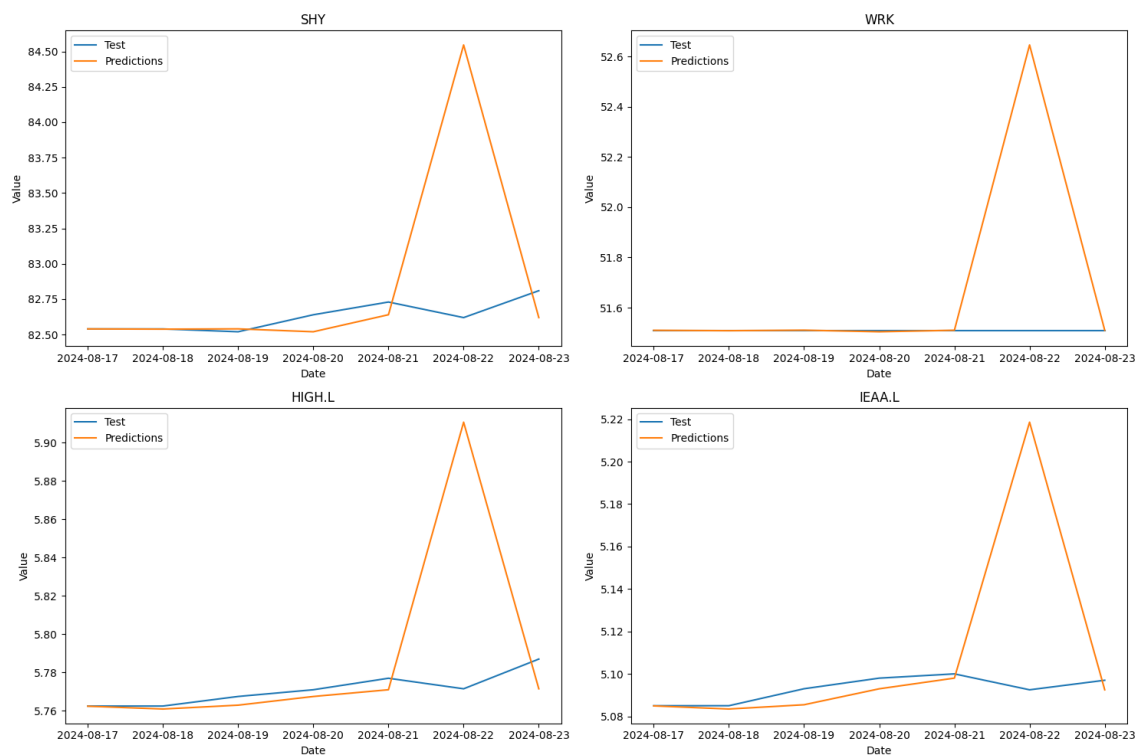 SHY
Test
Predictions
84.50
84.25
84.00
83.75
83.50
83.25
83.00
82.75
82.50
Value
2024-08-17 2024-08-18 2024-08-19 2024-08-20 2024-08-21 2024-08-22 2024-08-23
Date
WRK
Test
Predictions
52.6
52.4
52.2
52.0
51.8
51.6
Value
2024-08-17 2024-08-18 2024-08-19 2024-08-20 2024-08-21 2024-08-22 2024-08-23
Date
HIGH.L
Test
Predictions
5.90
5.88
5.86
5.84
5.82
5.80
5.78
5.76
Value
2024-08-17 2024-08-18 2024-08-19 2024-08-20 2024-08-21 2024-08-22 2024-08-23
Date
IEAA.L
Test
Predictions
5.22
5.20
5.18
5.16
5.14
5.12
5.10
5.08
Value
2024-08-17 2024-08-18 2024-08-19 2024-08-20 2024-08-21 2024-08-22 2024-08-23
Date